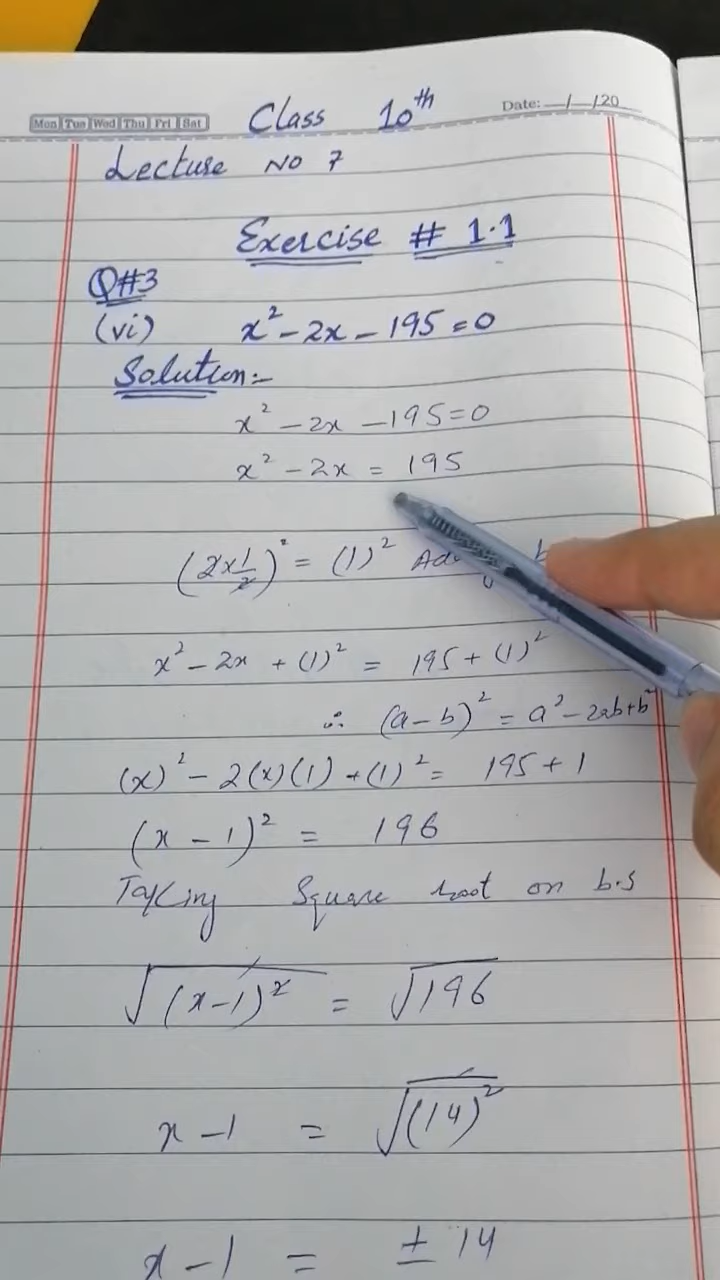 Mon Tue Wed Thu Fri Sat
Class 10th
Date: __/__/20__
Lecture No 7
Exercise # 1.1
Q#3
(vi) x² - 2x - 195 = 0
Solution:-
x² - 2x - 195 = 0
x² - 2x = 195
(2x1/2)² = (1)²
x² - 2x + (1)² = 195 + (1)²
∴ (a - b)² = a² - 2ab + b²
(x)² - 2(x)(1) + (1)² = 195 + 1
(x - 1)² = 196
Taking Square root on b.s
√(x-1)² = √196
x - 1 = √(14)²
x - 1 = ± 14